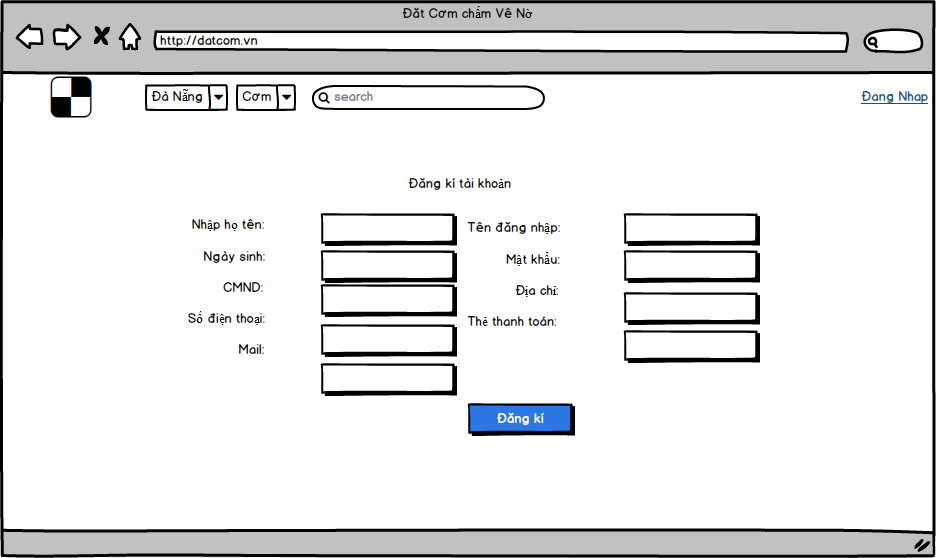 Đăt Cơm chấm Vê Nờ
http://datcom.vn
Đà Nẵng
Cơm
search
Đang Nhap
Đăng kí tài khoản
Nhập họ tên:
Tên đăng nhập:
Ngày sinh:
Mật khẩu:
CMND:
Địa chỉ:
Số điện thoại:
Thẻ thanh toán:
Mail:
Đăng kí